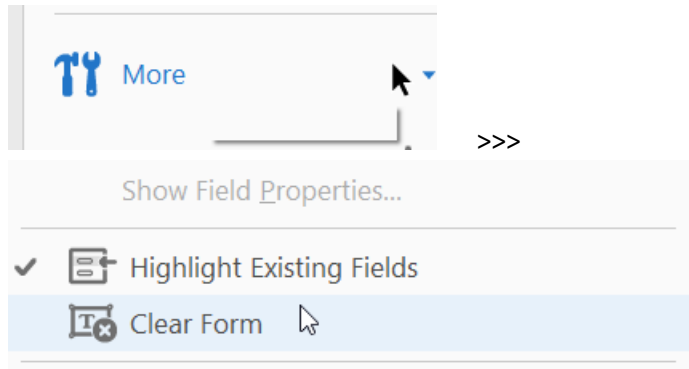 More
>>>
Show Field Properties...
Highlight Existing Fields
Clear Form